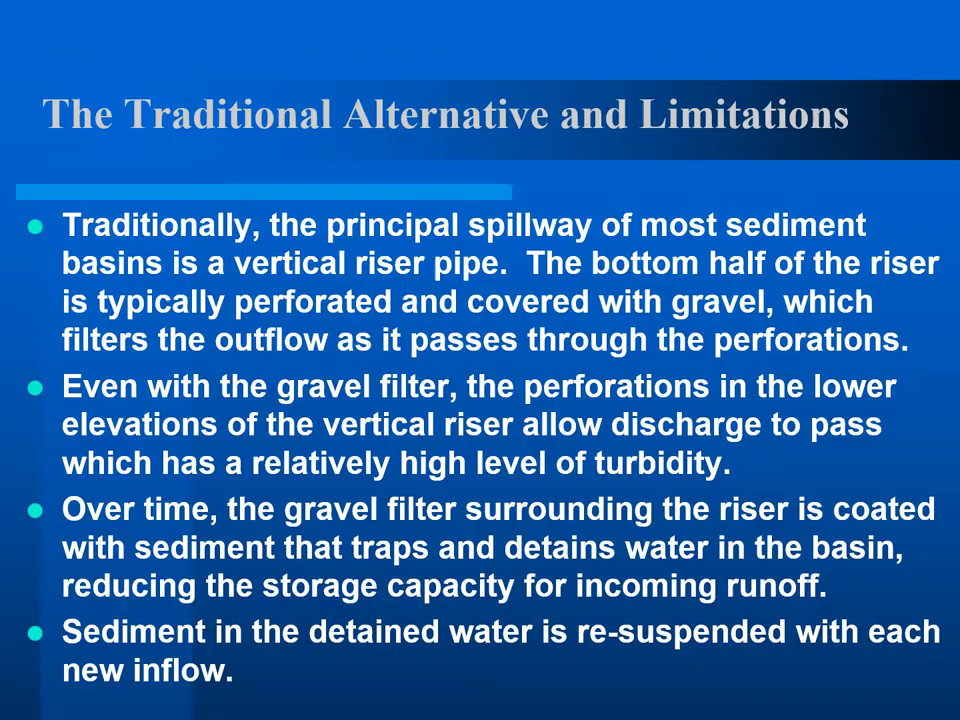 The Traditional Alternative and Limitations
Traditionally, the principal spillway of most sediment
basins is a vertical riser pipe.  The bottom half of the riser
is typically perforated and covered with gravel, which
filters the outflow as it passes through the perforations.
Even with the gravel filter, the perforations in the lower
elevations of the vertical riser allow discharge to pass
which has a relatively high level of turbidity.
Over time, the gravel filter surrounding the riser is coated
with sediment that traps and detains water in the basin,
reducing the storage capacity for incoming runoff.
Sediment in the detained water is re-suspended with each
new inflow.